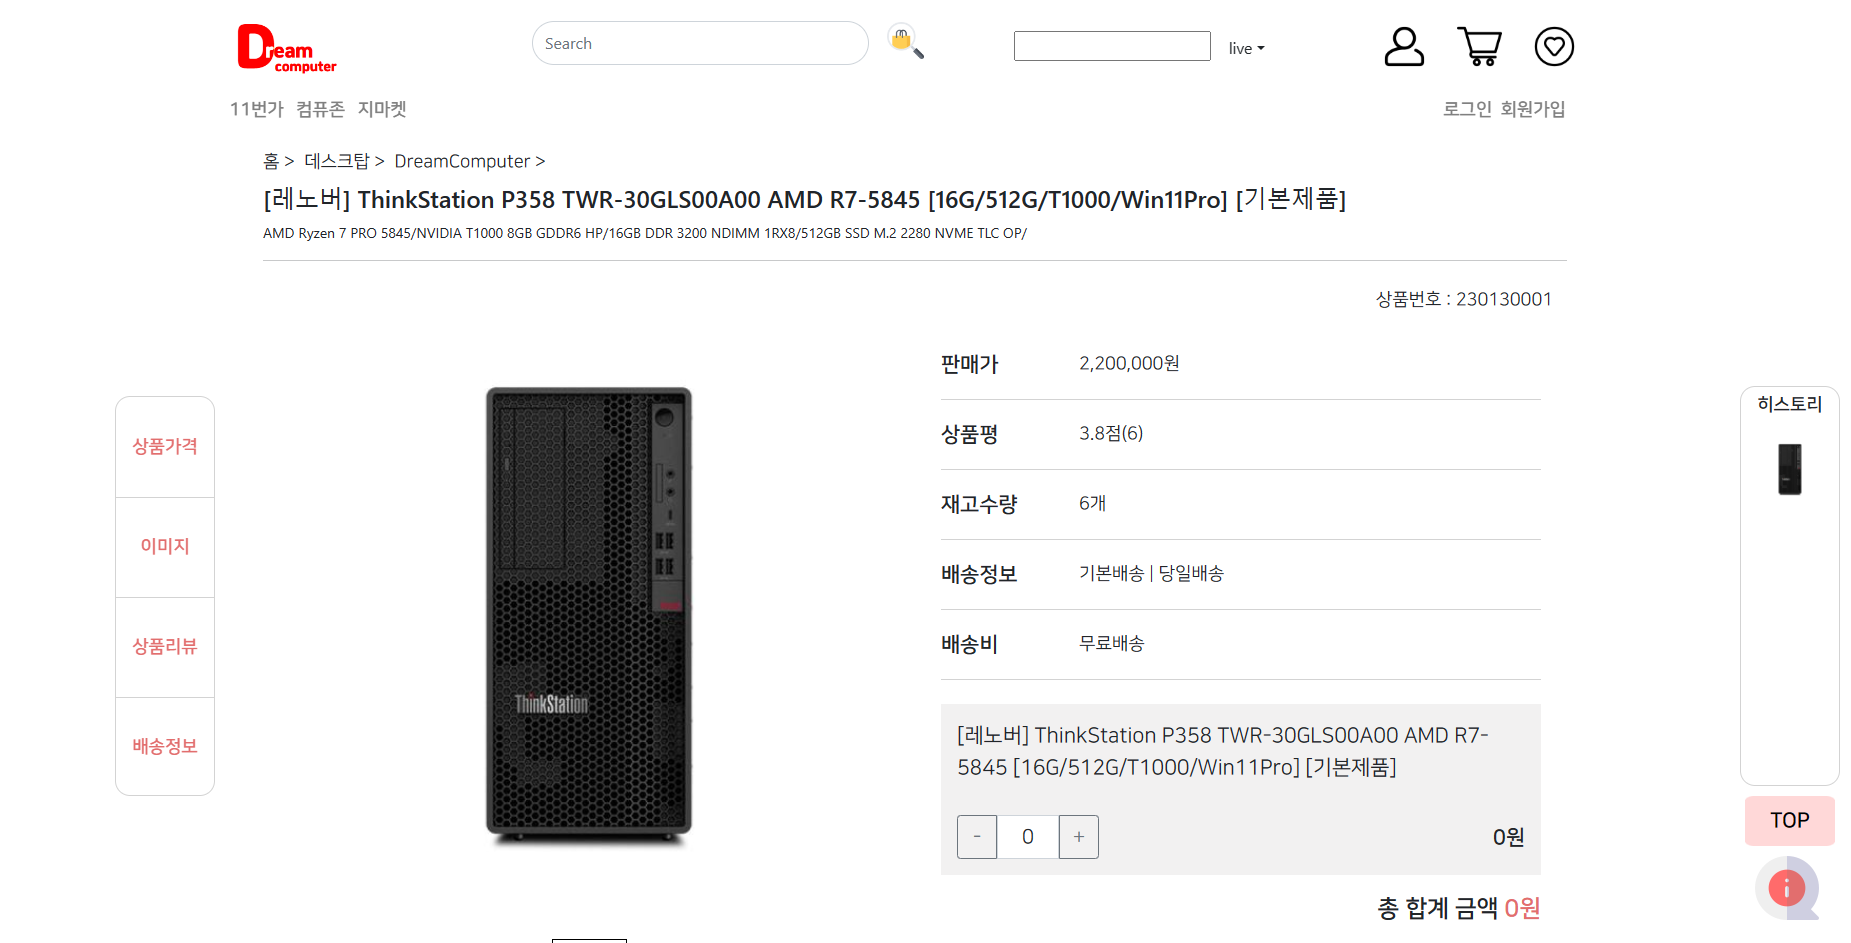 Dream
computer
Search
live
11번가 컴퓨존 지마켓
로그인 회원가입
홈 > 데스크탑 > DreamComputer >
[레노버] ThinkStation P358 TWR-30GLS00A00 AMD R7-5845 [16G/512G/T1000/Win11Pro] [기본제품]
AMD Ryzen 7 PRO 5845/NVIDIA T1000 8GB GDDR6 HP/16GB DDR 3200 NDIMM 1RX8/512GB SSD M.2 2280 NVME TLC OP/
상품번호 : 230130001
상품가격
이미지
상품리뷰
배송정보
ThinkStation
판매가 2,200,000원
상품평 3.8점(6)
재고수량 6개
배송정보 기본배송 | 당일배송
배송비 무료배송
[레노버] ThinkStation P358 TWR-30GLS00A00 AMD R7-
5845 [16G/512G/T1000/Win11Pro] [기본제품]
- 0 + 0원
총 합계 금액 0원
히스토리
TOP